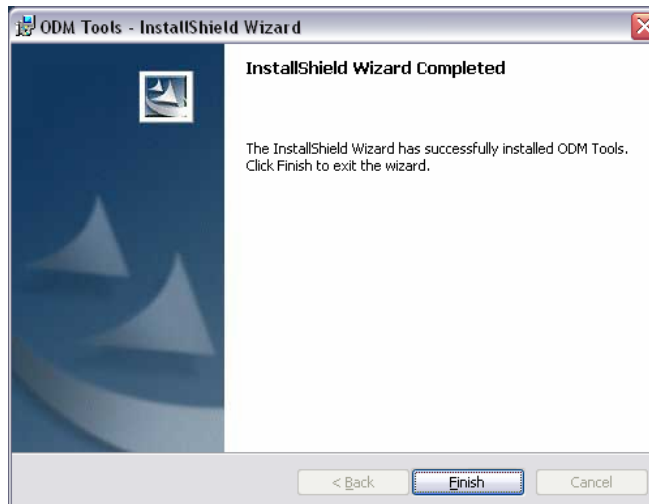 ODM Tools - InstallShield Wizard
InstallShield Wizard Completed
The InstallShield Wizard has successfully installed ODM Tools.
Click Finish to exit the wizard.
< Back Finish Cancel